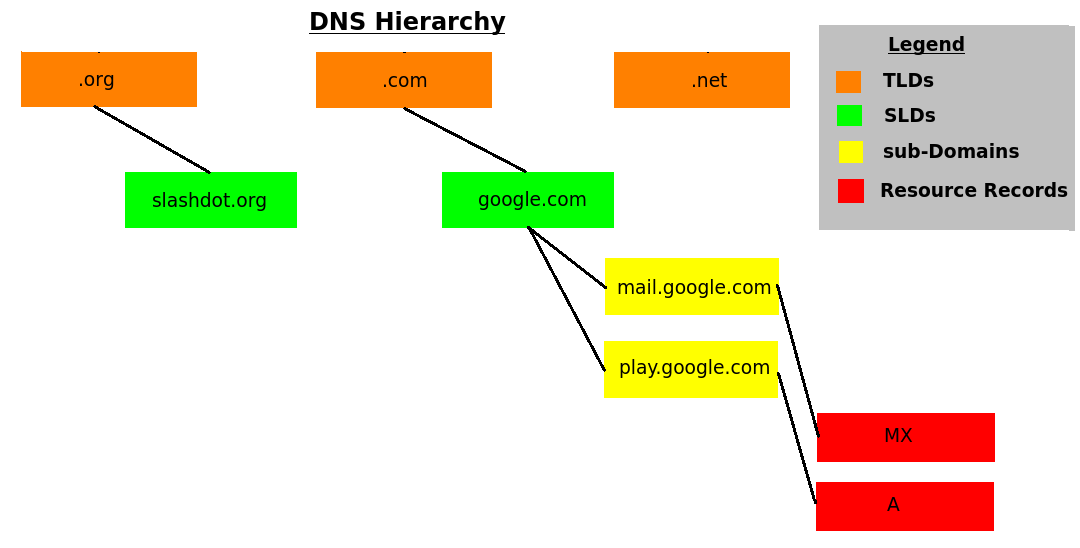 DNS Hierarchy
.org
.com
.net
Legend
TLDs
SLDs
sub-Domains
Resource Records
slashdot.org
google.com
mail.google.com
play.google.com
MX
A